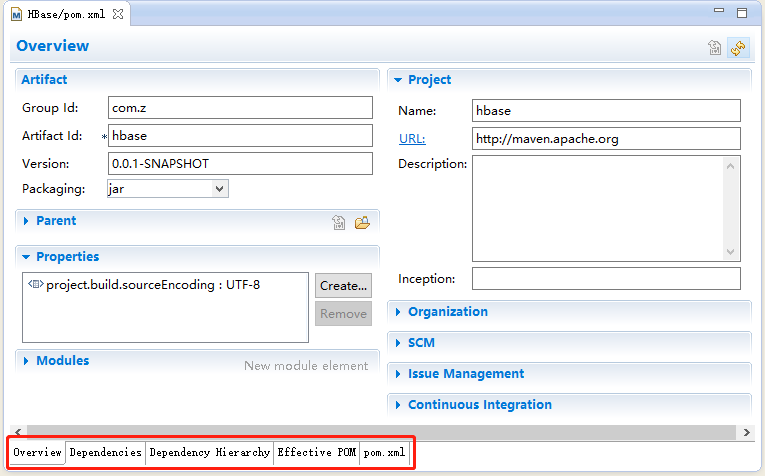 HBase/pom.xml
Overview
Artifact
Group Id: com.z
Artifact Id: *hbase
Version: 0.0.1-SNAPSHOT
Packaging: jar
Parent
Properties
project.build.sourceEncoding : UTF-8
Create...
Remove
Modules
New module element
Project
Name: hbase
URL: http://maven.apache.org
Description:
Inception:
Organization
SCM
Issue Management
Continuous Integration
Overview Dependencies Dependency Hierarchy Effective POM pom.xml